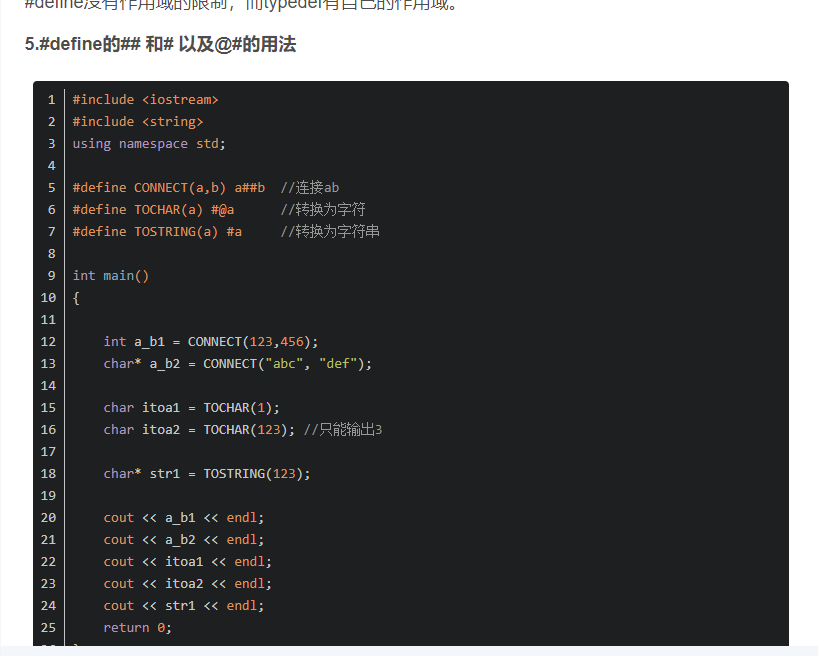 #define没有作用域的限制，而typedef有自己的作用域。
5.#define的## 和# 以及@#的用法
1 #include <iostream>
2 #include <string>
3 using namespace std;
4
5 #define CONNECT(a,b) a##b  //连接ab
6 #define TOCHAR(a) #@a      //转换为字符
7 #define TOSTRING(a) #a     //转换为字符串
8
9 int main()
10 {
11
12     int a_b1 = CONNECT(123,456);
13     char* a_b2 = CONNECT("abc", "def");
14
15     char itoa1 = TOCHAR(1);
16     char itoa2 = TOCHAR(123); //只能输出3
17
18     char* str1 = TOSTRING(123);
19
20     cout << a_b1 << endl;
21     cout << a_b2 << endl;
22     cout << itoa1 << endl;
23     cout << itoa2 << endl;
24     cout << str1 << endl;
25     return 0;